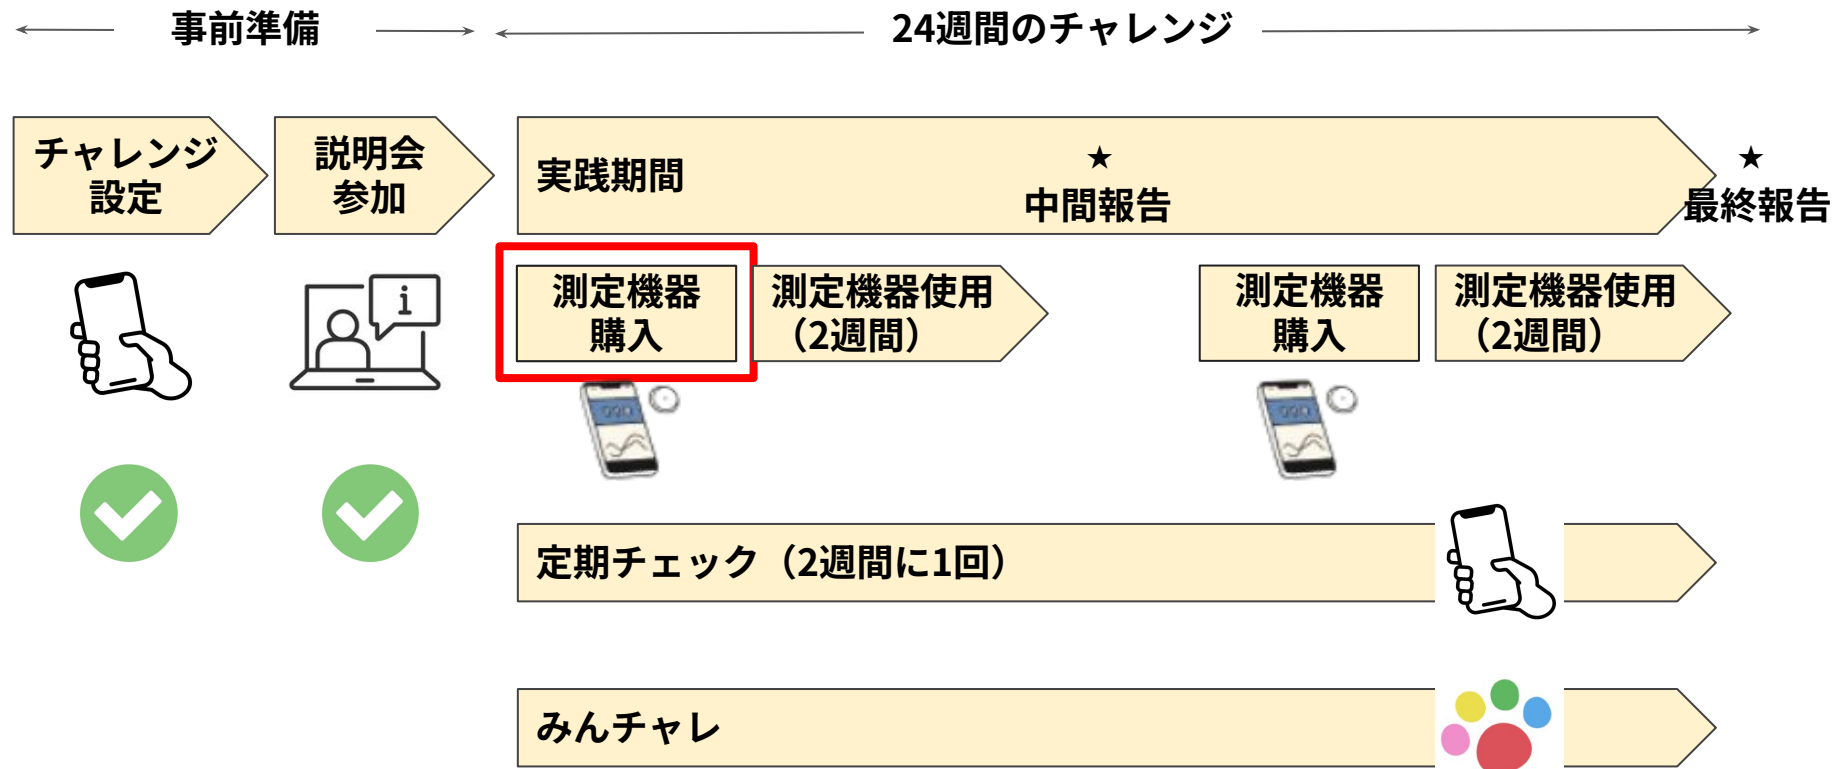 事前準備
24週間のチャレンジ
チャレンジ
設定
説明会
参加
実践期間
★
中間報告
★
最終報告
測定機器
購入
測定機器使用
（2週間）
測定機器
購入
測定機器使用
（2週間）
定期チェック（2週間に1回）
みんチャレ